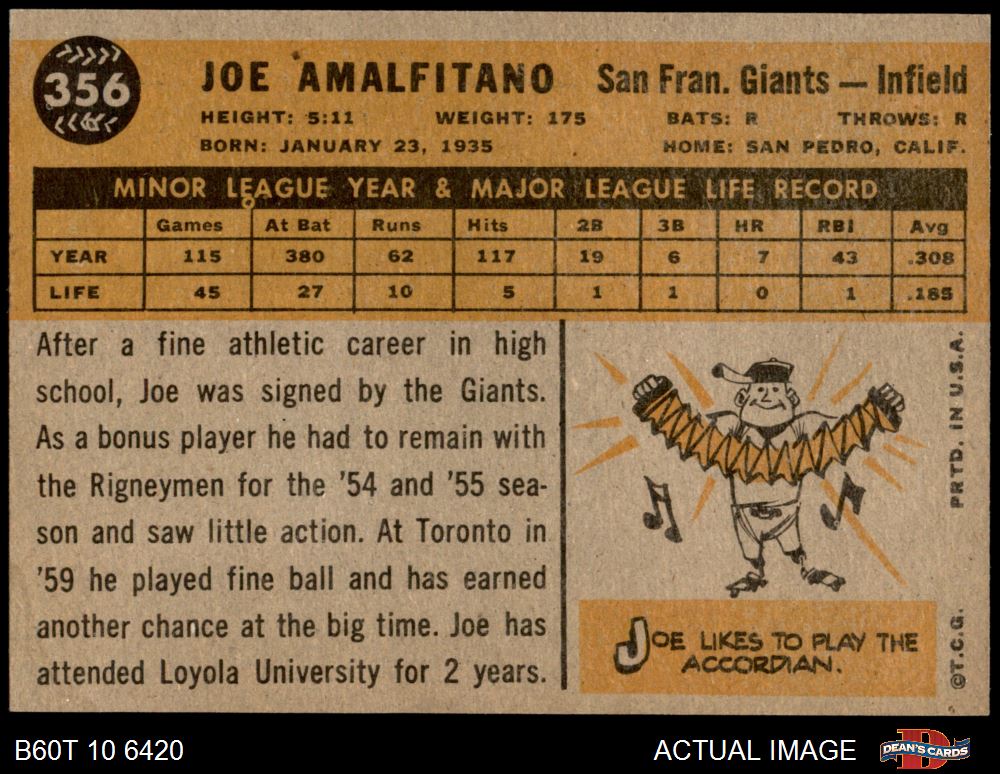 356
JOE AMALFITANO San Fran. Giants — Infield
HEIGHT: 5:11 WEIGHT: 175 BATS: R THROWS: R
BORN: JANUARY 23, 1935 HOME: SAN PEDRO, CALIF.
MINOR LEAGUE YEAR & MAJOR LEAGUE LIFE RECORD
Games At Bat Runs Hits 2B 3B HR RBI Avg
YEAR 115 380 62 117 19 6 7 43 .308
LIFE 45 27 10 5 1 1 0 1 .185
After a fine athletic career in high
school, Joe was signed by the Giants.
As a bonus player he had to remain with
the Rigneymen for the '54 and '55 sea-
son and saw little action. At Toronto in
'59 he played fine ball and has earned
another chance at the big time. Joe has
attended Loyola University for 2 years.
JOE LIKES TO PLAY THE
ACCORDIAN.
©T.C.G. PRTD. IN U.S.A.
B60T 10 6420 ACTUAL IMAGE DEAN'S CARDS